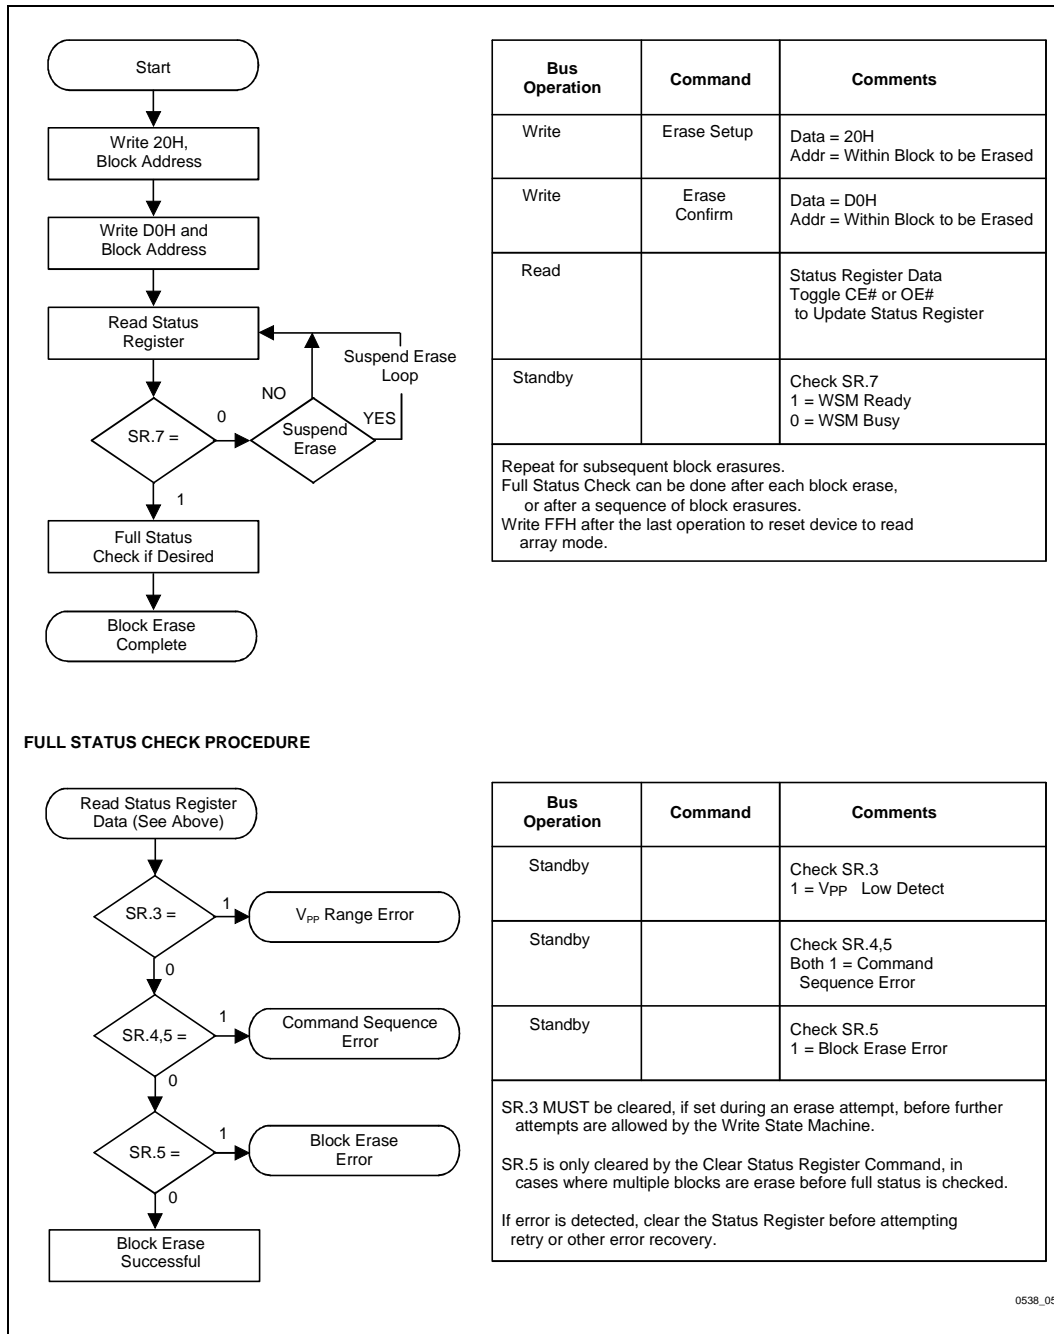 Start
Write 20H,
Block Address
Write D0H and
Block Address
Read Status
Register
Suspend Erase
Loop
NO
YES
0
SR.7 =
Suspend
Erase
1
Full Status
Check if Desired
Block Erase
Complete
Bus
Operation
Command
Comments
Write
Erase Setup
Data = 20H
Addr = Within Block to be Erased
Write
Erase
Confirm
Data = D0H
Addr = Within Block to be Erased
Read
Status Register Data
Toggle CE# or OE#
to Update Status Register
Standby
Check SR.7
1 = WSM Ready
0 = WSM Busy
Repeat for subsequent block erasures.
Full Status Check can be done after each block erase,
or after a sequence of block erasures.
Write FFH after the last operation to reset device to read
array mode.
FULL STATUS CHECK PROCEDURE
Read Status Register
Data (See Above)
SR.3 =
1
VPP Range Error
0
SR.4,5 =
1
Command Sequence
Error
0
SR.5 =
1
Block Erase
Error
0
Block Erase
Successful
Bus
Operation
Command
Comments
Standby
Check SR.3
1 = VPP Low Detect
Standby
Check SR.4,5
Both 1 = Command
Sequence Error
Standby
Check SR.5
1 = Block Erase Error
SR.3 MUST be cleared, if set during an erase attempt, before further
attempts are allowed by the Write State Machine.
SR.5 is only cleared by the Clear Status Register Command, in
cases where multiple blocks are erase before full status is checked.
If error is detected, clear the Status Register before attempting
retry or other error recovery.
0538_05